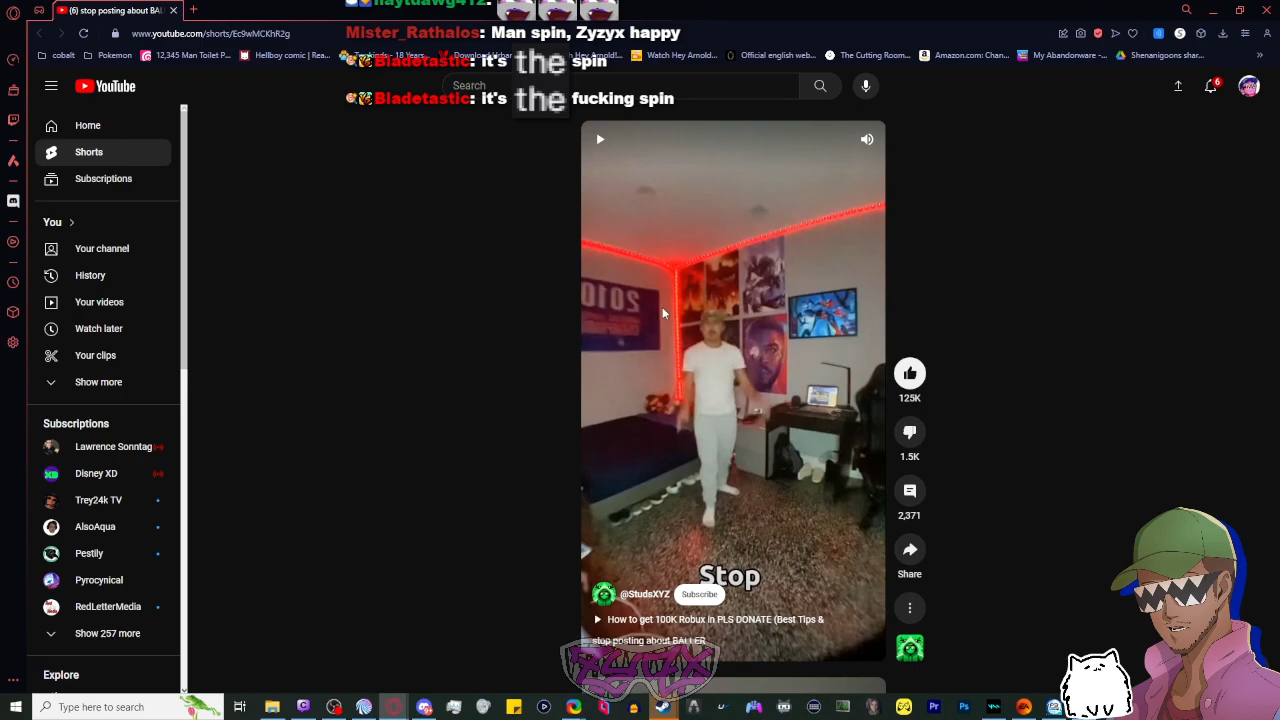 (6) stop posting about BAL
haytdawg412:
www.youtube.com/shorts/Ec9wMCKhR2g
Mister_Rathalos: Man spin, Zyzyx happy
cobalt
Pokemon
12,345 Man Toilet P...
Hellboy comic | Rea...
Watch Hey Arnold!...
Official english web...
The Cutting Room...
Amazon.com: Chan...
My Abandonware -...
Shenanigoons shar...
Bladetastic: it's the spin
YouTube
Search
6
Bladetastic: it's the fucking spin
Home
Shorts
Subscriptions
You
Your channel
History
Your videos
Watch later
Your clips
Show more
Subscriptions
Lawrence Sonntag
Disney XD
Trey24k TV
AlsoAqua
Pestily
Pyrocynical
RedLetterMedia
Show 257 more
Explore
2010
125K
1.5K
2,371
Share
Stop
@StudsXYZ
Subscribe
How to get 100K Robux in PLS DONATE (Best Tips &
stop posting about BALLER
ZYZYX
Type here to search